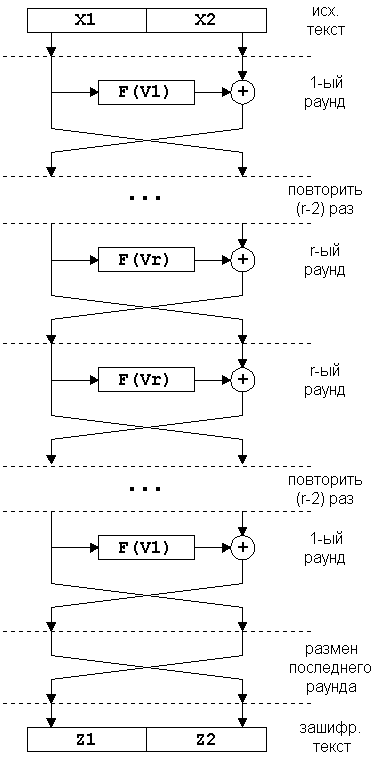 X1 X2
исх.
текст
1-ый
раунд
F(V1) +
...
повторить
(r-2) раз
r-ый
раунд
F(Vr) +
r-ый
раунд
F(Vr) +
...
повторить
(r-2) раз
1-ый
раунд
F(V1) +
размен
последнего
раунда
Z1 Z2
зашифр.
текст